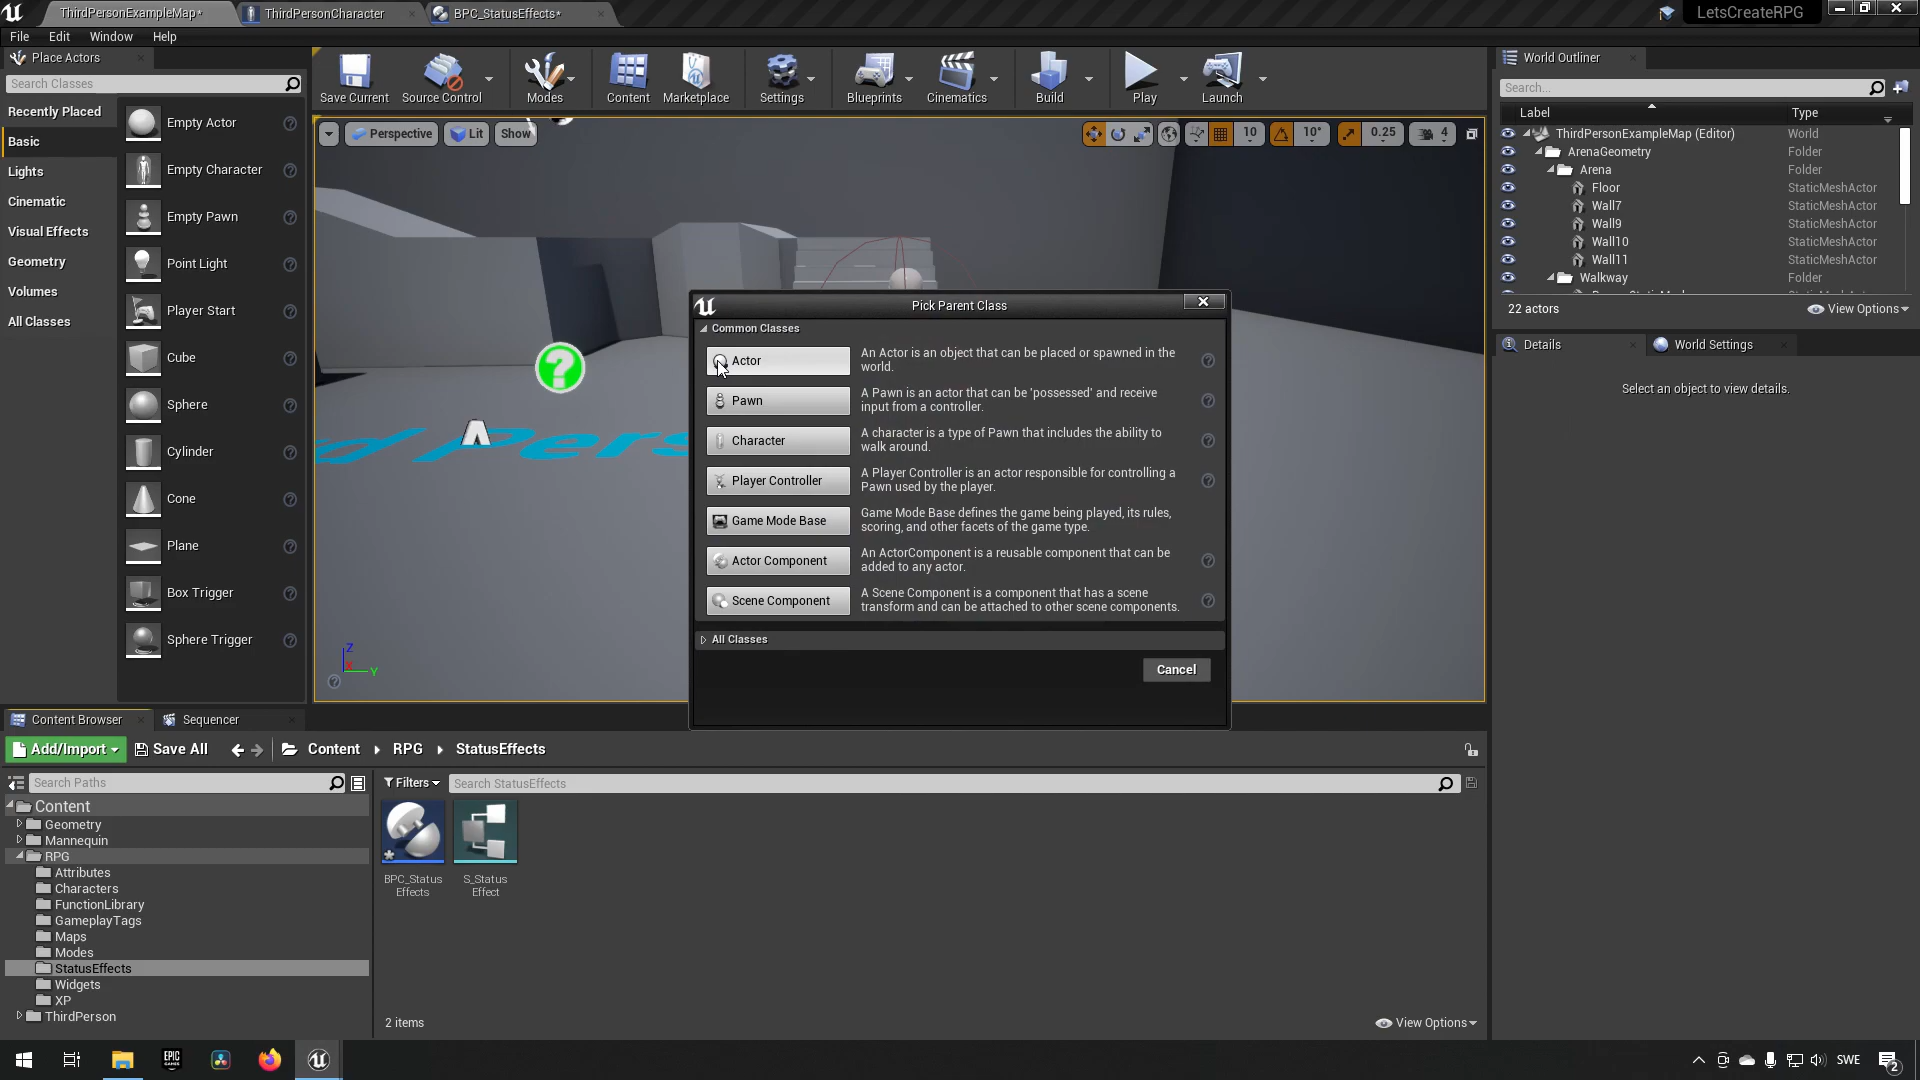 ThirdPersonExampleMap*
ThirdPersonCharacter
BPC_StatusEffects*
LetsCreateRPG
File Edit Window Help
Place Actors
Search Classes
Recently Placed
Basic
Lights
Cinematic
Visual Effects
Geometry
Volumes
All Classes
Empty Actor
Empty Character
Empty Pawn
Point Light
Player Start
Cube
Sphere
Cylinder
Cone
Plane
Box Trigger
Sphere Trigger
Save Current
Source Control
Modes
Content
Marketplace
Settings
Blueprints
Cinematics
Build
Play
Launch
Perspective
Lit
Show
10
10°
0.25
4
d Pers
Z
X
Y
Pick Parent Class
Common Classes
Actor
An Actor is an object that can be placed or spawned in the
world.
Pawn
A Pawn is an actor that can be 'possessed' and receive
input from a controller.
Character
A character is a type of Pawn that includes the ability to
walk around.
Player Controller
A Player Controller is an actor responsible for controlling a
Pawn used by the player.
Game Mode Base
Game Mode Base defines the game being played, its rules,
scoring, and other facets of the game type.
Actor Component
An ActorComponent is a reusable component that can be
added to any actor.
Scene Component
A Scene Component is a component that has a scene
transform and can be attached to other scene components.
All Classes
Cancel
World Outliner
Search...
Label Type
ThirdPersonExampleMap (Editor) World
ArenaGeometry Folder
Arena Folder
Floor StaticMeshActor
Wall7 StaticMeshActor
Wall9 StaticMeshActor
Wall10 StaticMeshActor
Wall11 StaticMeshActor
Walkway Folder
22 actors
View Options
Details
World Settings
Select an object to view details.
Content Browser
Sequencer
Add/Import
Save All
Content
RPG
StatusEffects
Search Paths
Filters
Search StatusEffects
Content
Geometry
Mannequin
RPG
Attributes
Characters
FunctionLibrary
GameplayTags
Maps
Modes
StatusEffects
Widgets
XP
ThirdPerson
BPC_Status
Effects
S_Status
Effect
2 items
View Options
EPIC
GAMES
SWE
2